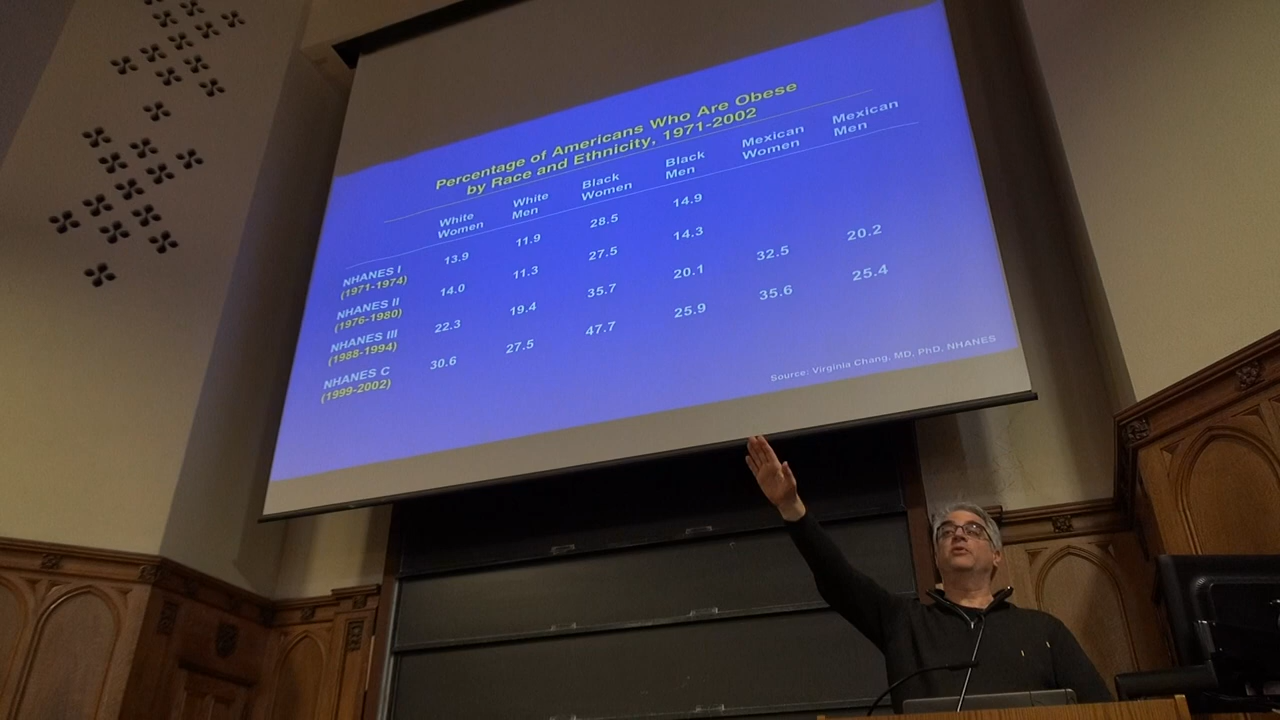 Percentage of Americans Who Are Obese
by Race and Ethnicity, 1971-2002
White Women White Men Black Women Black Men Mexican Women Mexican Men
NHANES I (1971-1974) 13.9 11.9 28.5 14.9
NHANES II (1976-1980) 14.0 11.3 27.5 14.3
NHANES III (1988-1994) 22.3 19.4 35.7 20.1 32.5 20.2
NHANES C (1999-2002) 30.6 27.5 47.7 25.9 35.6 25.4
Source: Virginia Chang, MD, PhD, NHANES